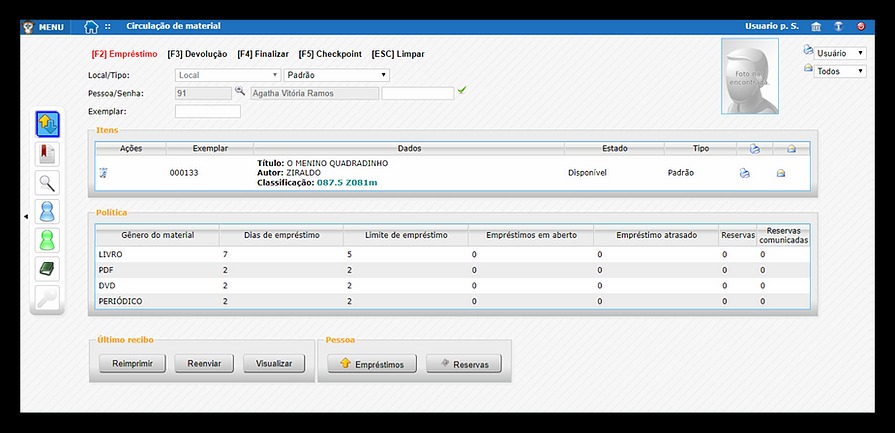 MENU :: Circulação de material Usuario p. S.
[F2] Empréstimo [F3] Devolução [F4] Finalizar [F5] Checkpoint [ESC] Limpar
Foto não encontrada
Usuário
Todos
Local/Tipo: Local Padrão
Pessoa/Senha: 91 Agatha Vitória Ramos
Exemplar:
Itens
Ações Exemplar Dados Estado Tipo
Título: O MENINO QUADRADINHO
000133 Autor: ZIRALDO Disponível Padrão
Classificação: 087.5 Z081m
Política
Gênero do material Dias de empréstimo Limite de empréstimo Empréstimos em aberto Empréstimo atrasado Reservas Reservas comunicadas
LIVRO 7 5 0 0 0 0
PDF 2 2 0 0 0 0
DVD 2 2 0 0 0 0
PERIÓDICO 2 2 0 0 0 0
Último recibo Pessoa
Reimprimir Reenviar Visualizar Empréstimos Reservas